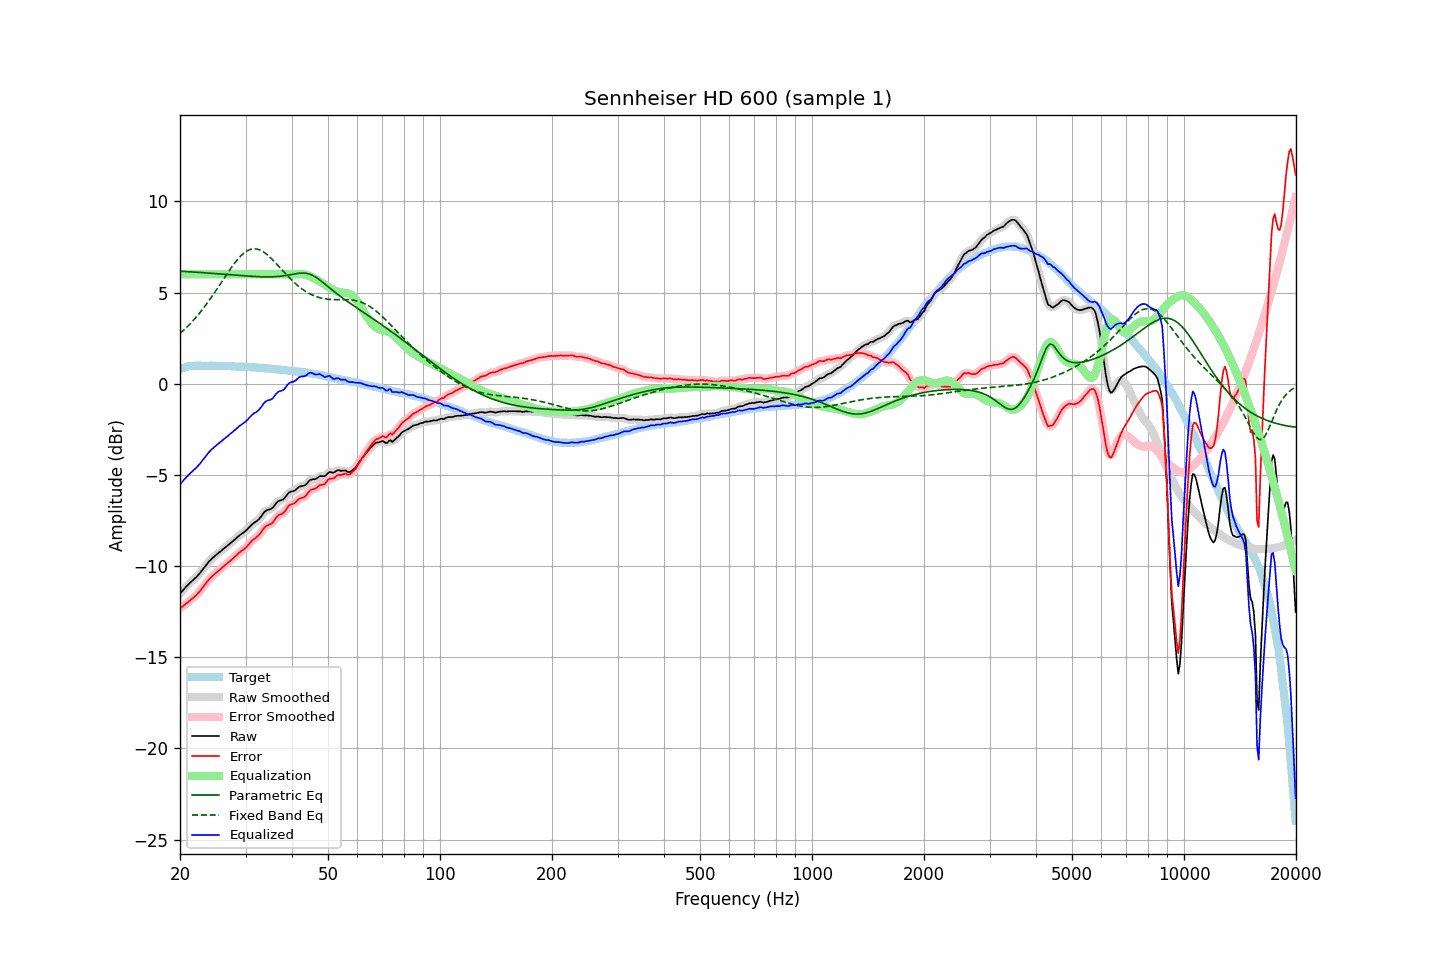 Sennheiser HD 600 (sample 1)
Amplitude (dBr)
10
5
0
−5
−10
−15
−20
−25
Target
Raw Smoothed
Error Smoothed
Raw
Error
Equalization
Parametric Eq
Fixed Band Eq
Equalized
20 50 100 200 500 1000 2000 5000 10000 20000
Frequency (Hz)